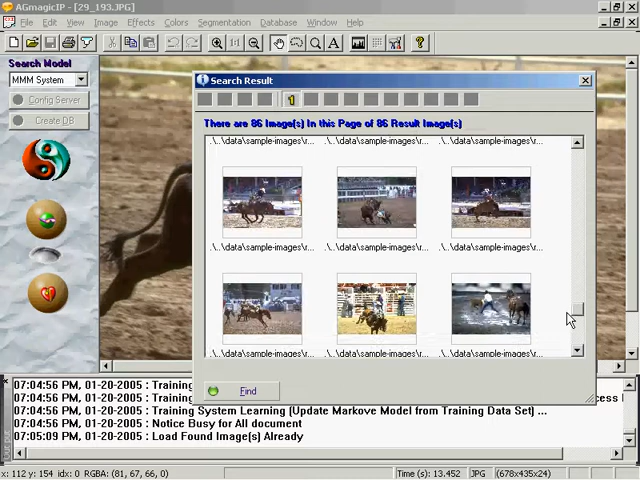 AGmagicIP - [29_193.JPG]
File Edit View Image Effects Colors Segmentation Database Window Help
Search Model
MMM System
Config Server
Create DB
Search Result
1
There are 86 Image(s) In this Page of 86 Result Image(s)
.\..\data\sample-images\r... .\..\data\sample-images\r... .\..\data\sample-images\r...
.\..\data\sample-images\r... .\..\data\sample-images\r... .\..\data\sample-images\r...
.\..\data\sample-images\r... .\..\data\sample-images\r... .\..\data\sample-images\r...
Find
07:04:56 PM, 01-20-2005 : Training
07:04:56 PM, 01-20-2005 : Training
07:04:56 PM, 01-20-2005 : Training System Learning (Update Markove Model from Training Data Set) ...
07:04:56 PM, 01-20-2005 : Notice Busy for All document
07:05:09 PM, 01-20-2005 : Load Found Image(s) Already
x: 112 y: 154 idx: 0 RGBA: (81, 67, 66, 0) Time (s) : 13.452 JPG (678x435x24)